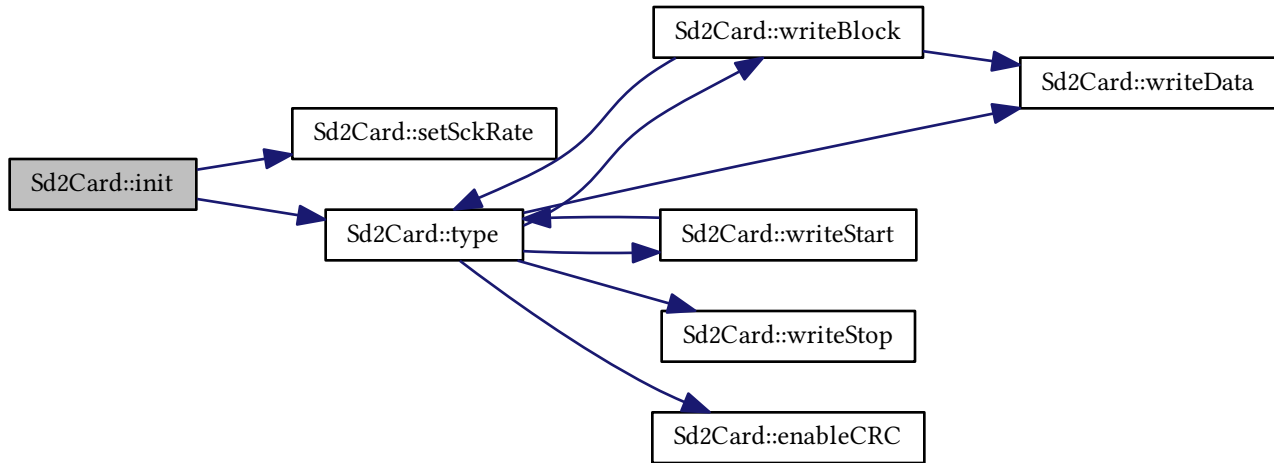 Sd2Card::writeBlock
Sd2Card::writeData
Sd2Card::setSckRate
Sd2Card::init
Sd2Card::type
Sd2Card::writeStart
Sd2Card::writeStop
Sd2Card::enableCRC